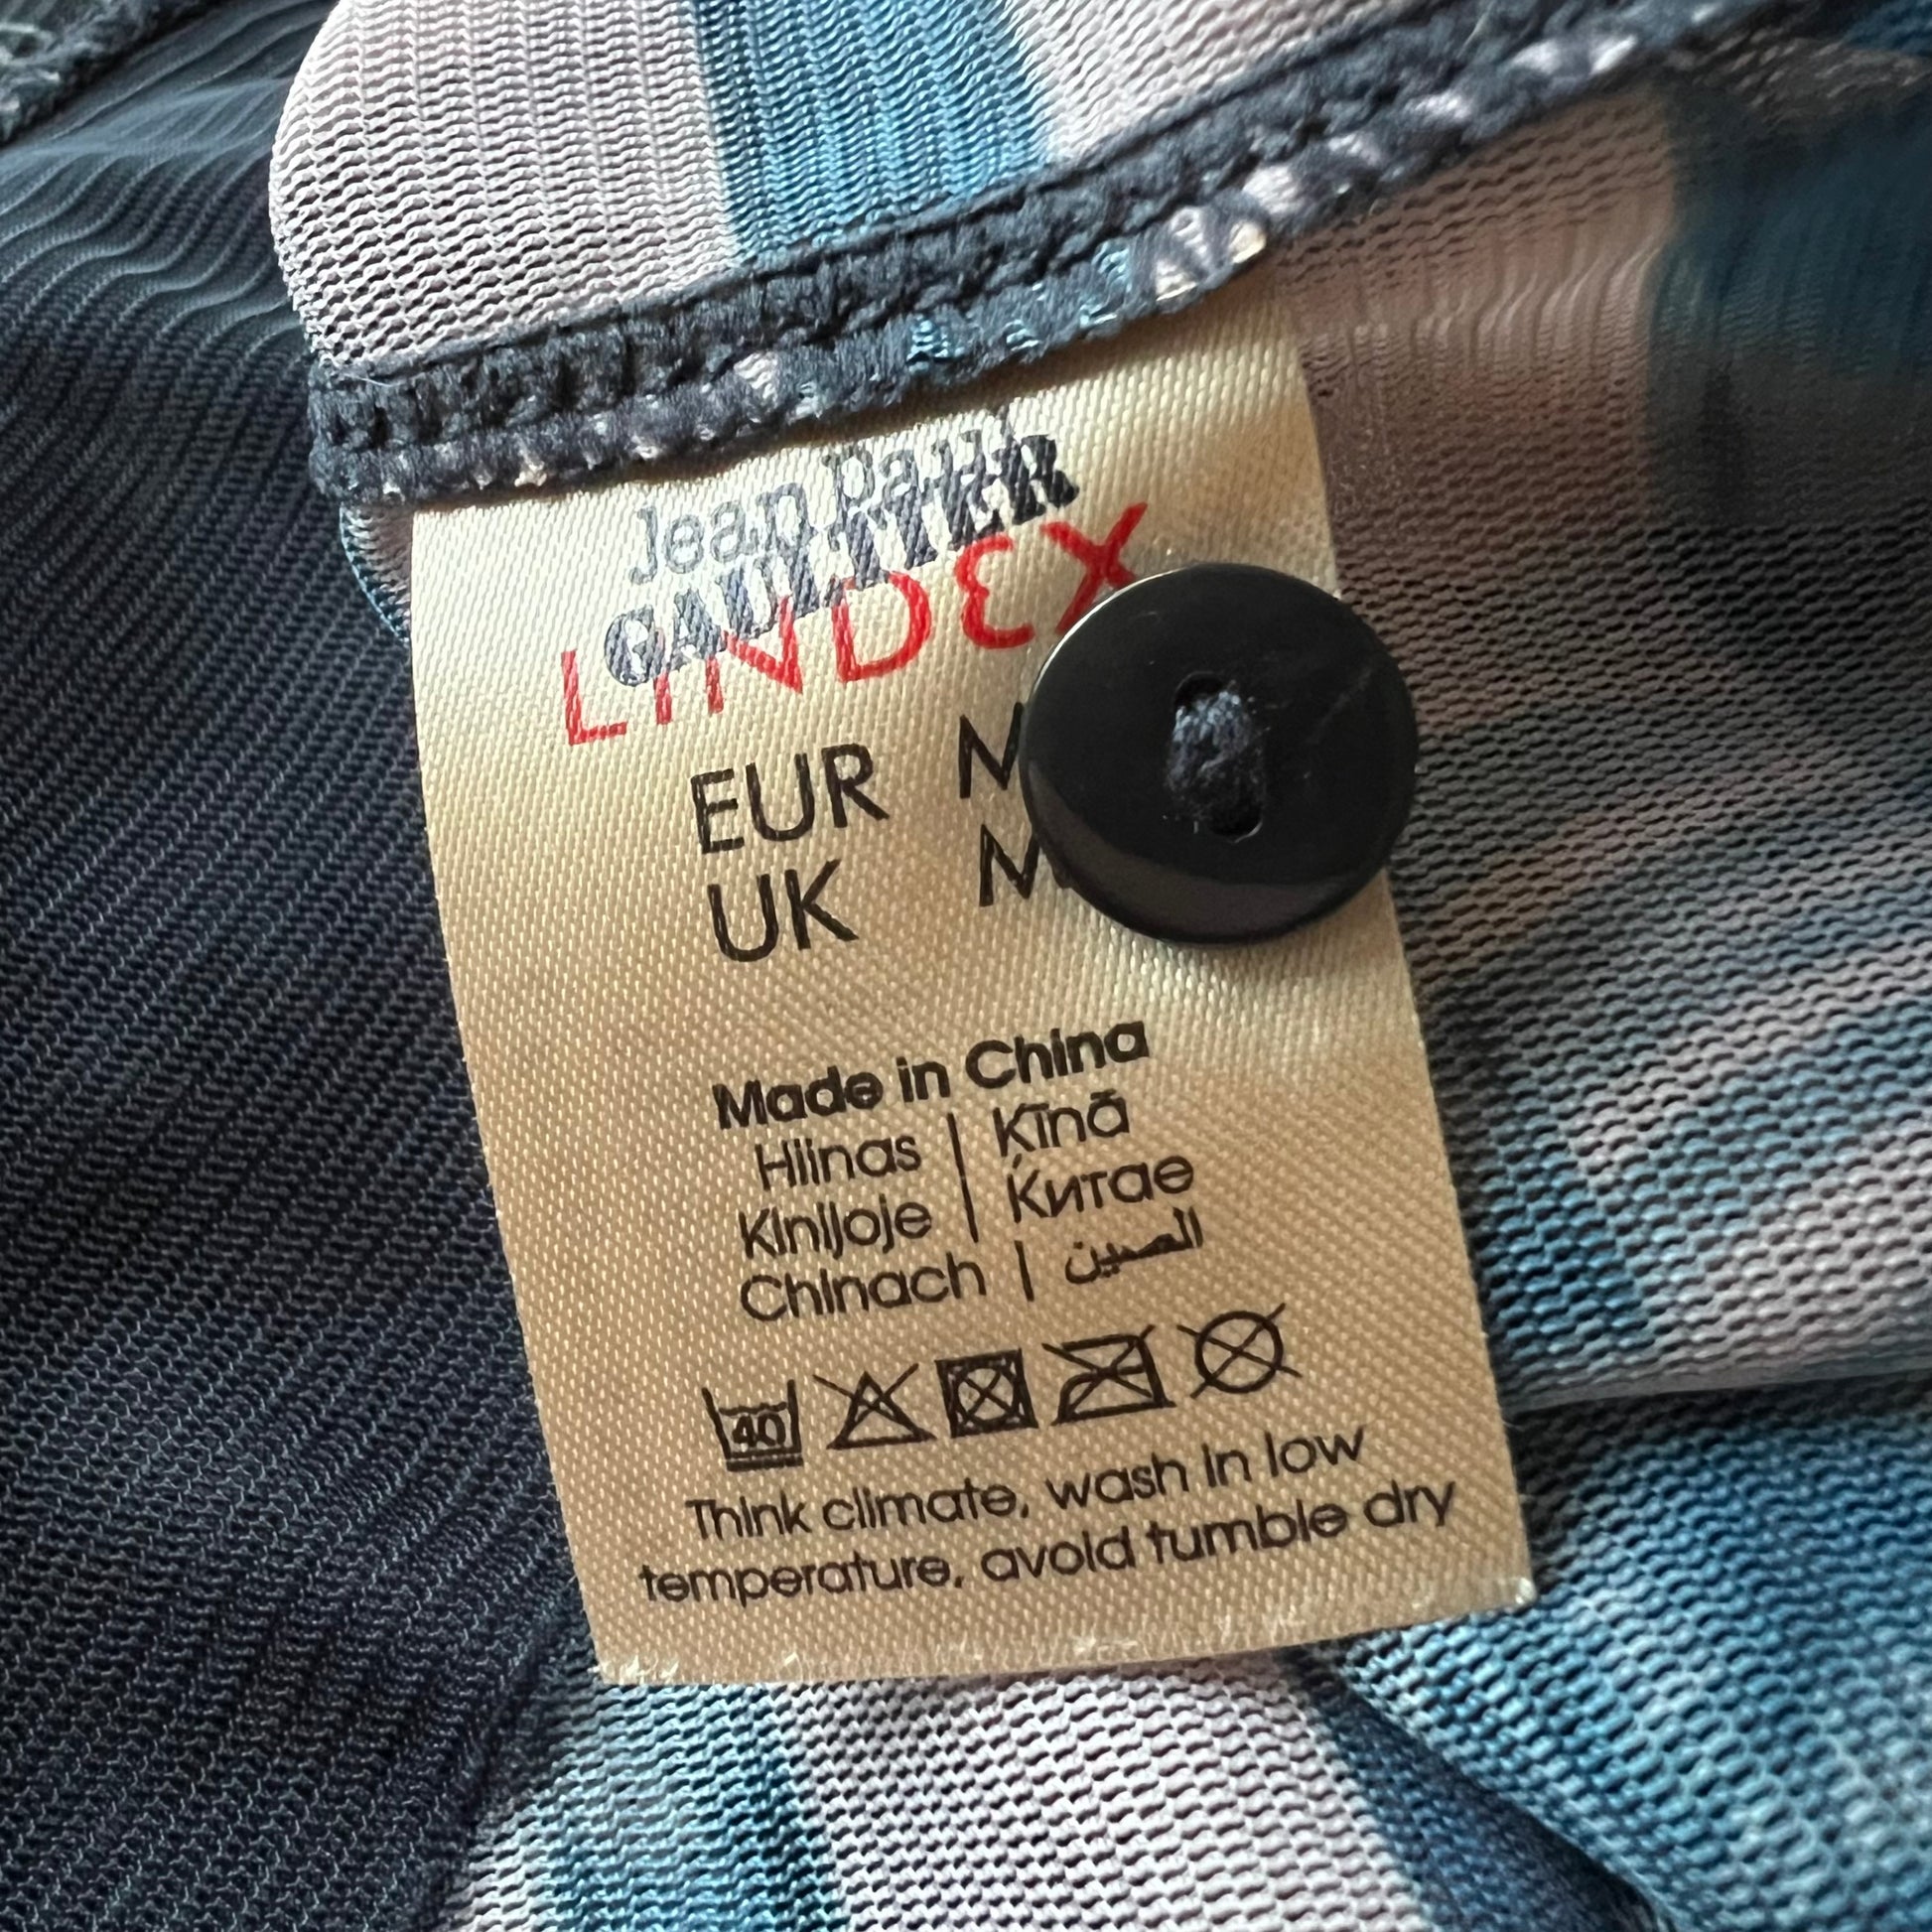 Jean Paul
GAULTIER
LINDEX
EUR M
UK M
Made in China
Hiinas | Ķīnā
Kinijoje | Китае
Chinach | الصين
40
Think climate, wash in low
temperature, avoid tumble dry